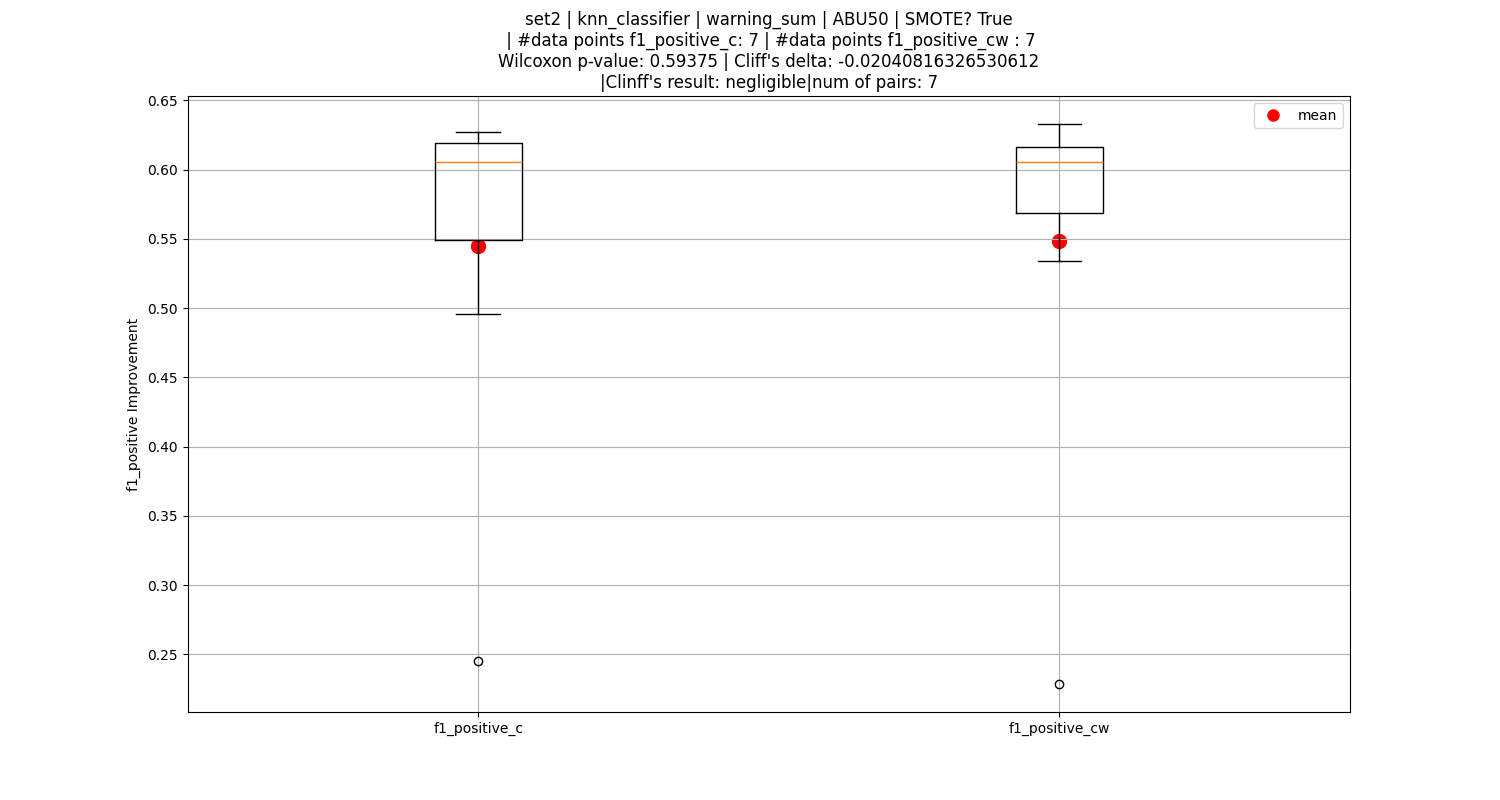 set2 | knn_classifier | warning_sum | ABU50 | SMOTE? True
| #data points f1_positive_c: 7 | #data points f1_positive_cw : 7
Wilcoxon p-value: 0.59375 | Cliff's delta: -0.02040816326530612
|Clinff's result: negligible|num of pairs: 7
mean
0.65
0.60
0.55
0.50
0.45
0.40
0.35
0.30
0.25
f1_positive Improvement
f1_positive_c
f1_positive_cw